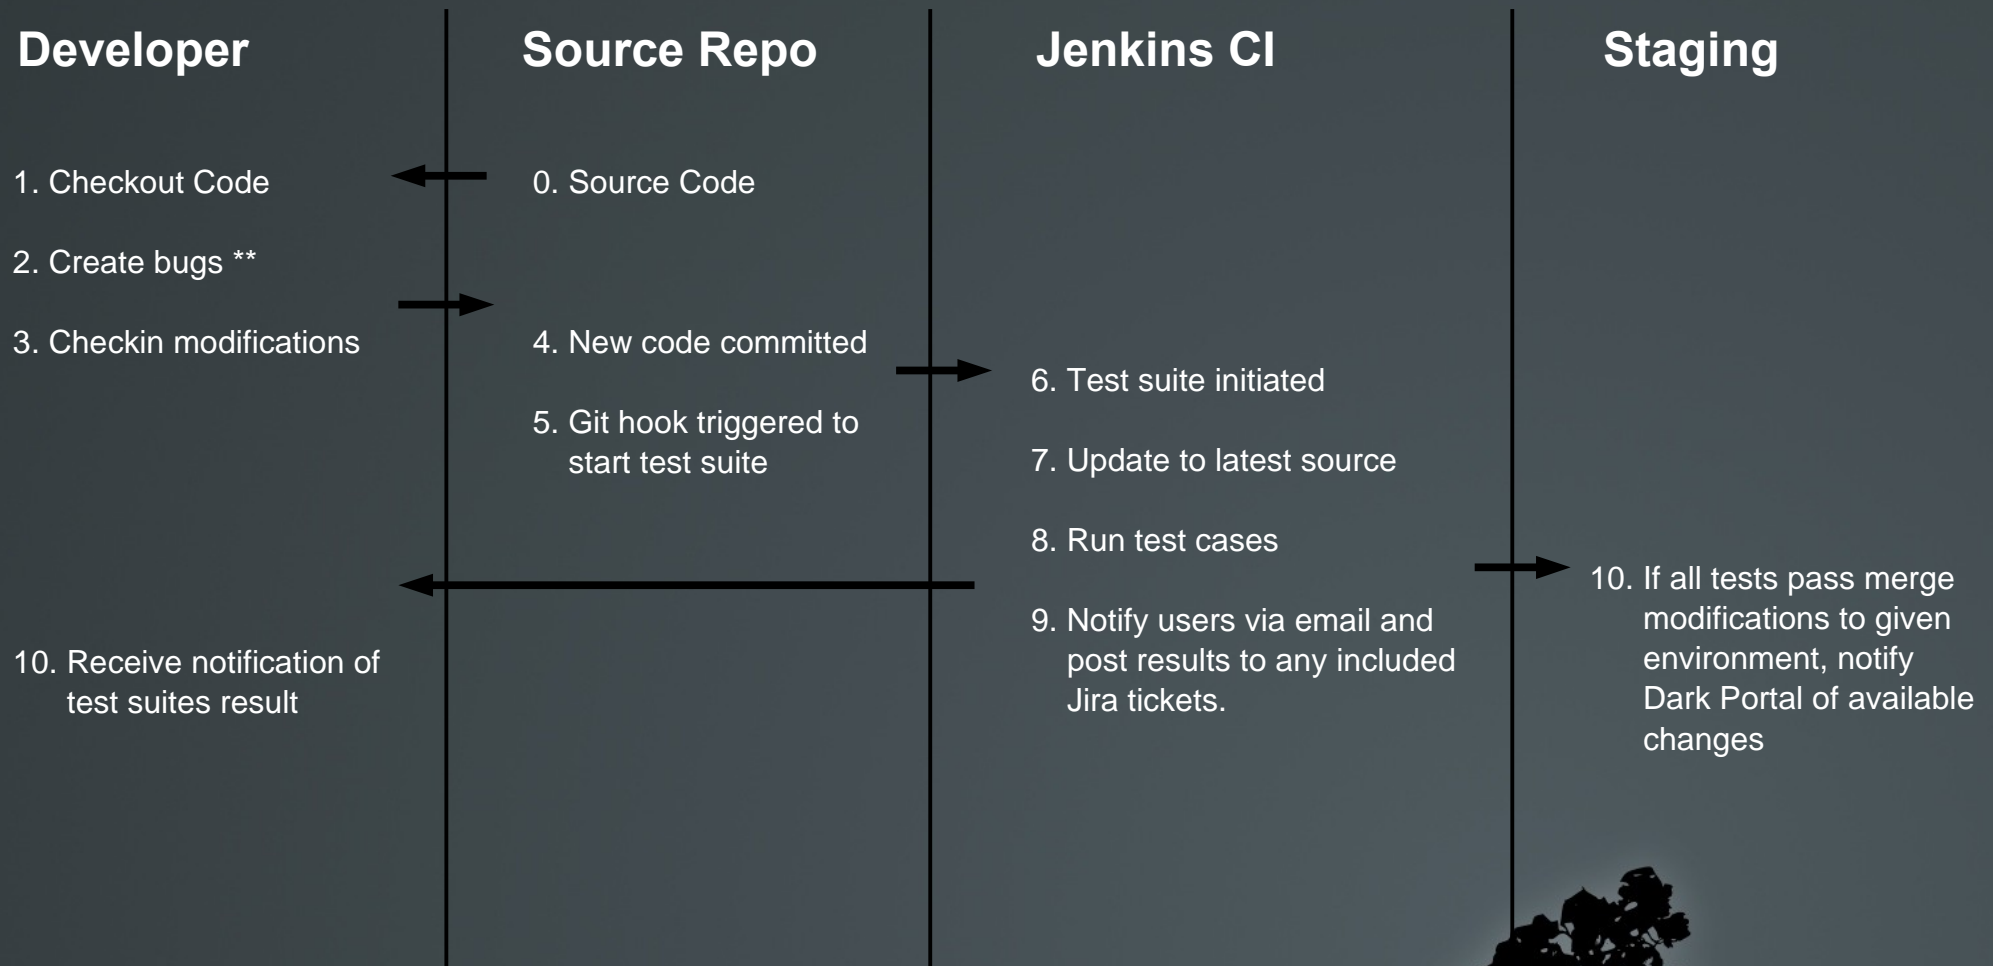 Developer
1. Checkout Code
2. Create bugs **
3. Checkin modifications
10. Receive notification of
test suites result
Source Repo
0. Source Code
4. New code committed
5. Git hook triggered to
start test suite
Jenkins CI
6. Test suite initiated
7. Update to latest source
8. Run test cases
9. Notify users via email and
post results to any included
Jira tickets.
Staging
10. If all tests pass merge
modifications to given
environment, notify
Dark Portal of available
changes